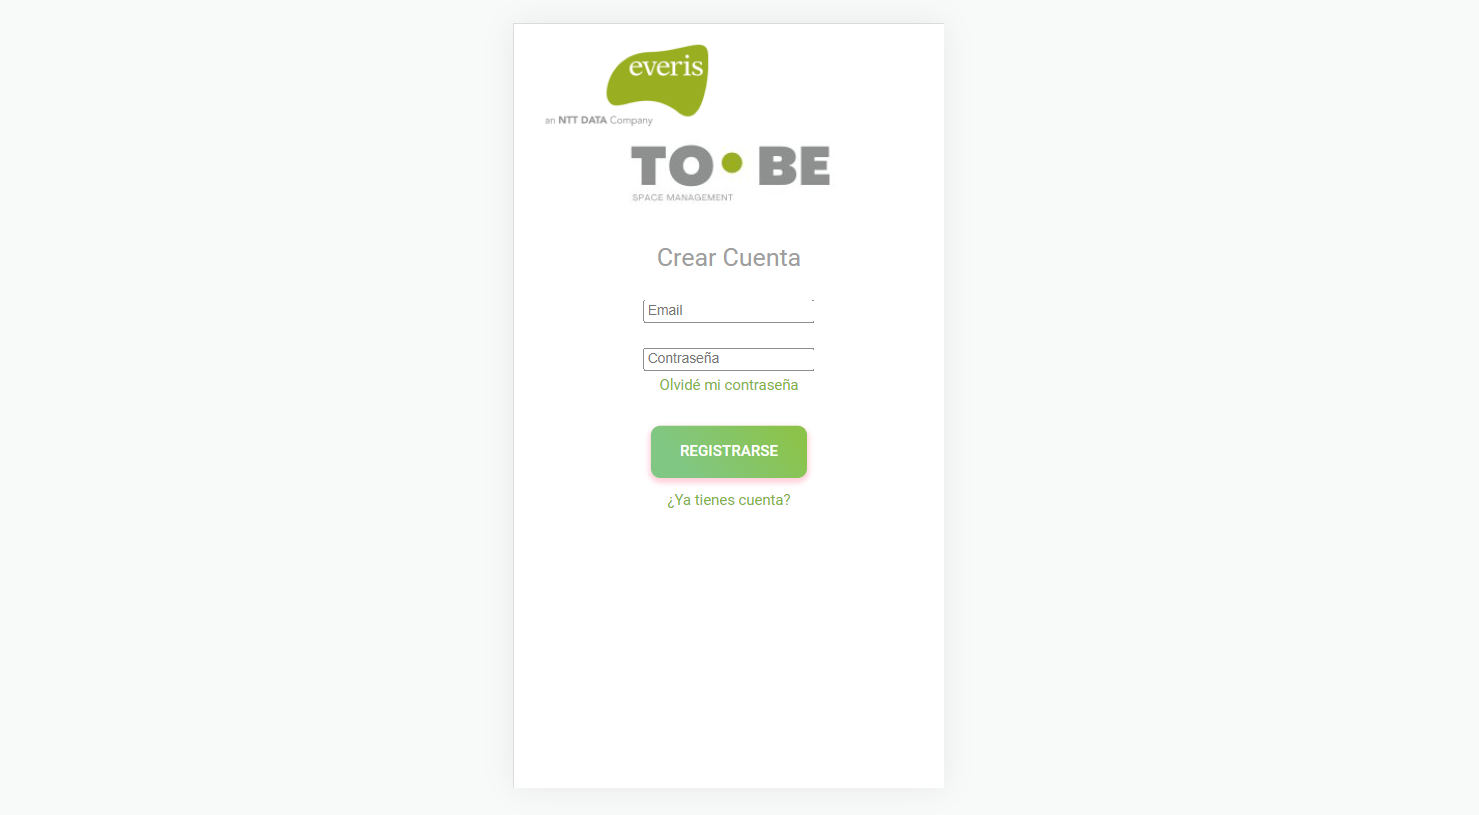 everis
an NTT DATA Company
TO BE
SPACE MANAGEMENT
Crear Cuenta
Email
Contraseña
Olvidé mi contraseña
REGISTRARSE
¿Ya tienes cuenta?